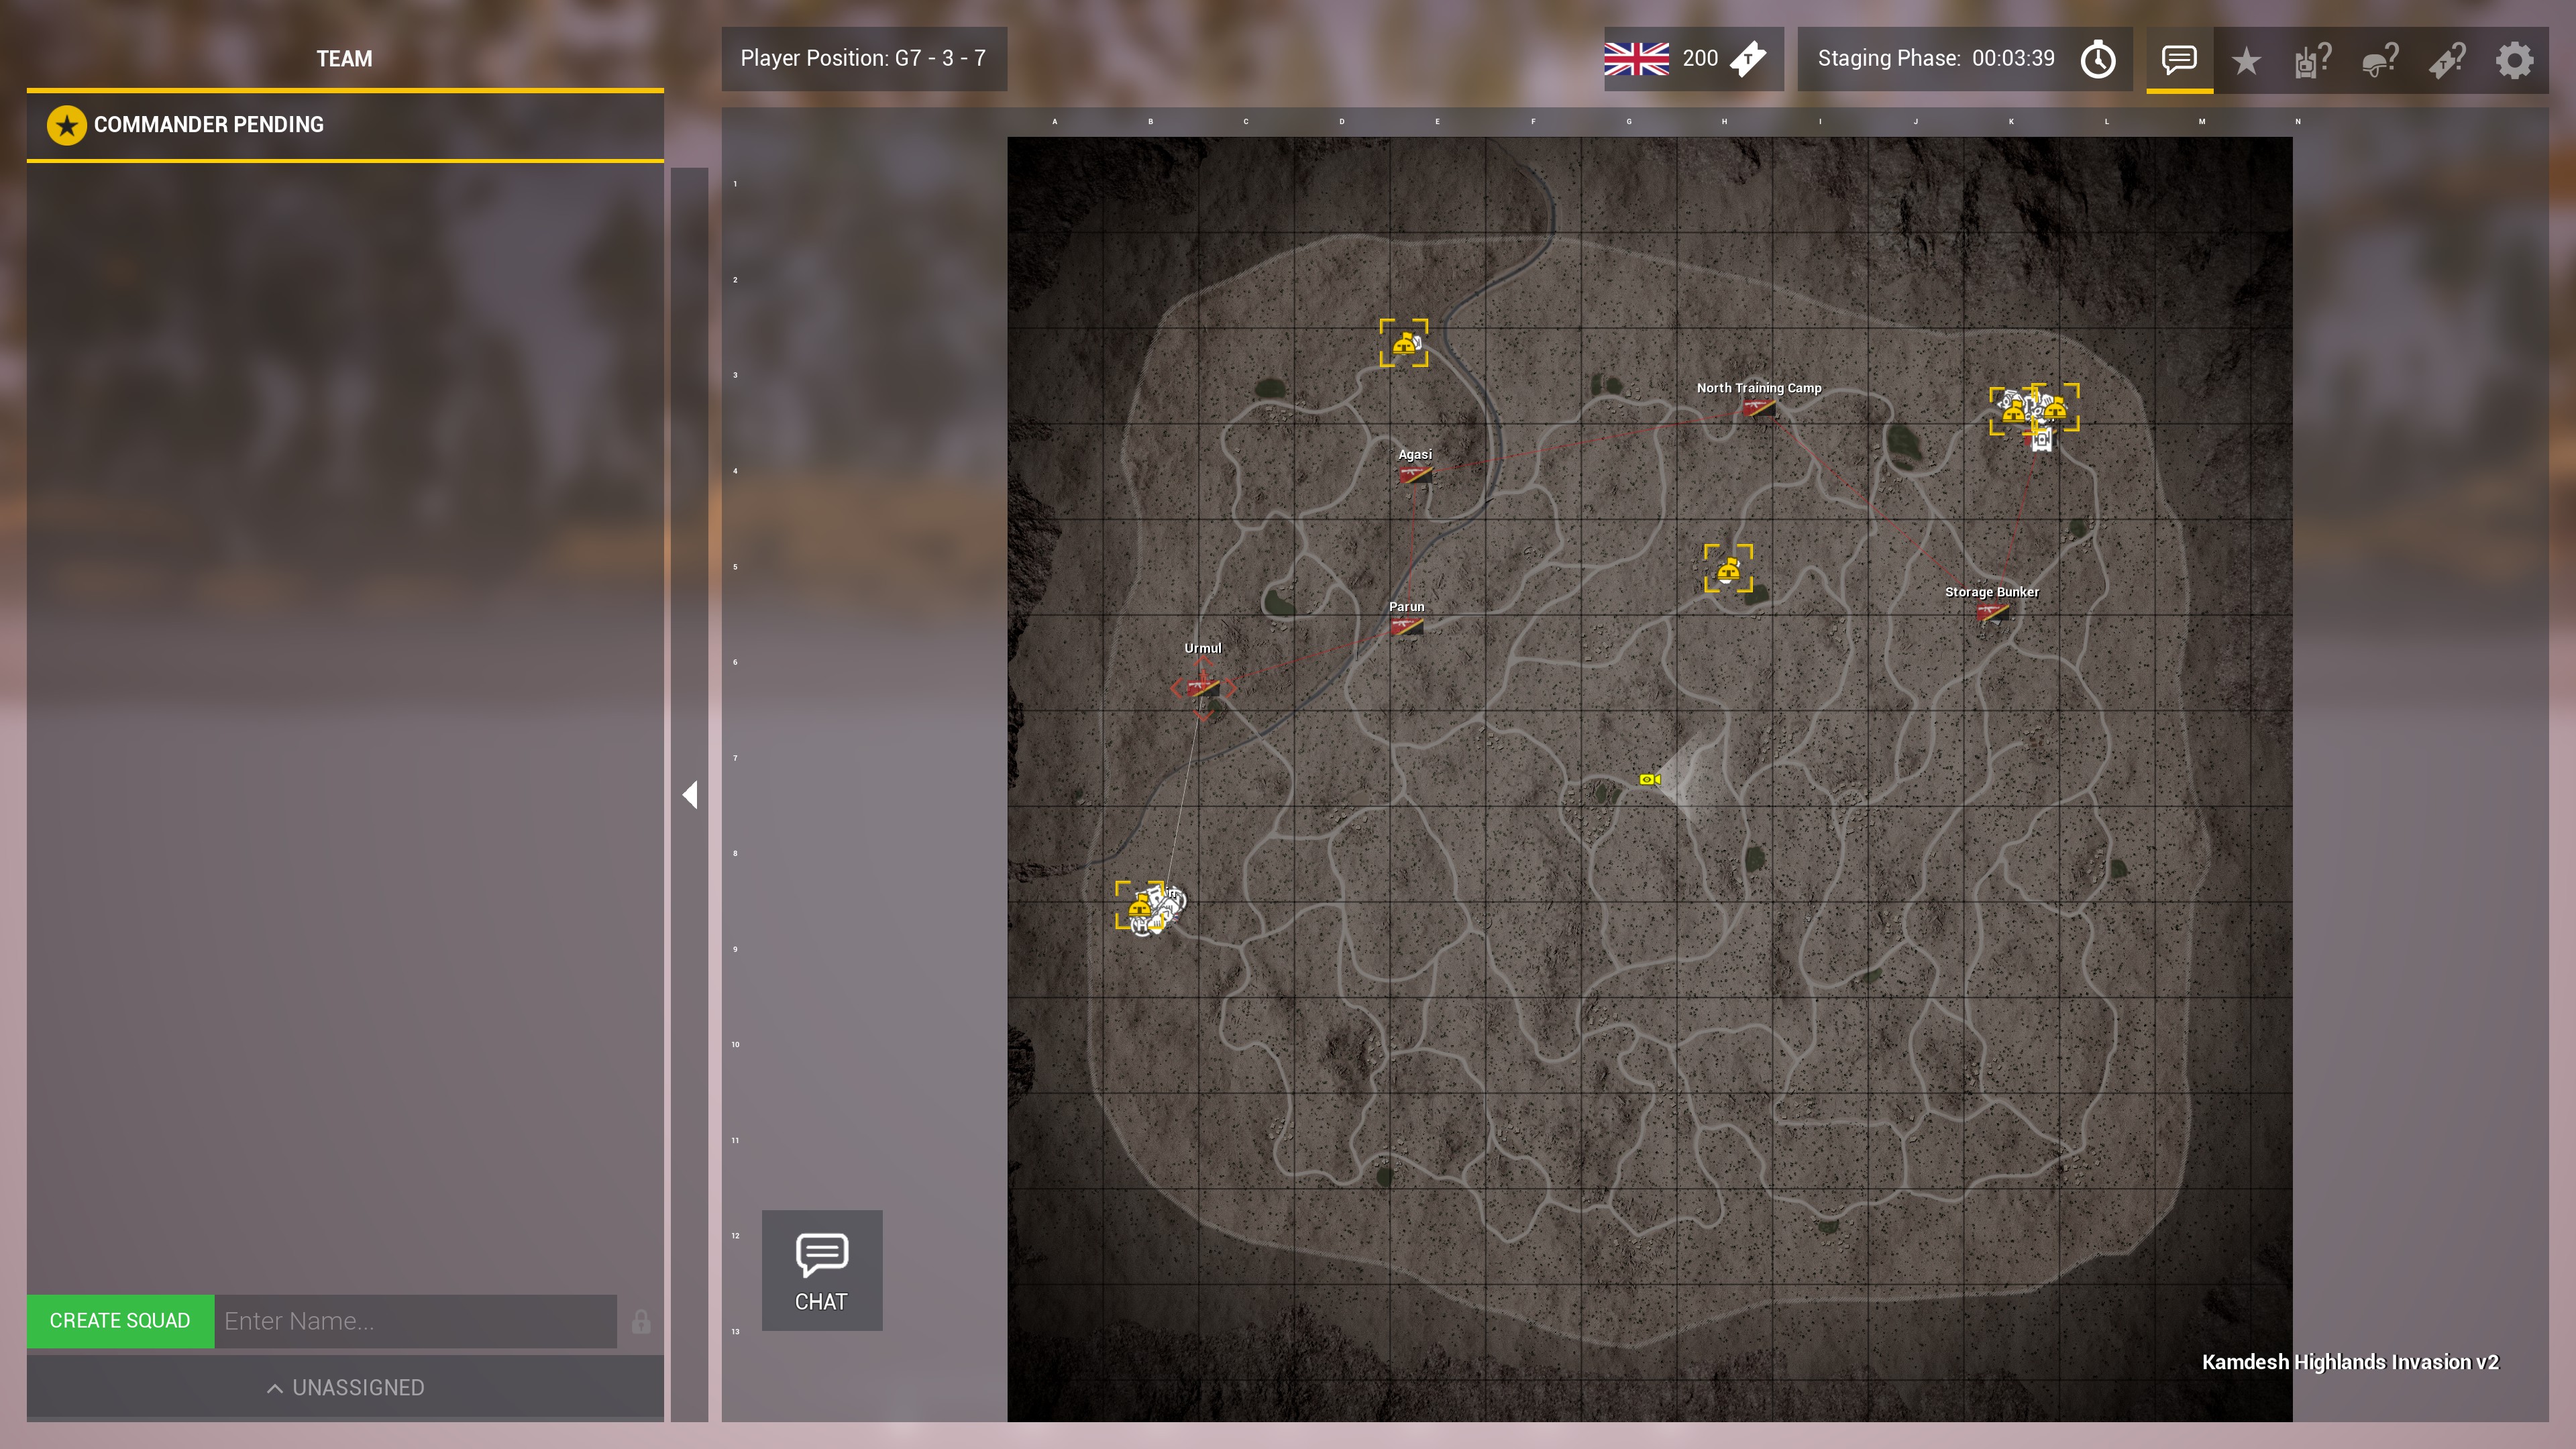 TEAM
Player Position: G7 - 3 - 7
200
Staging Phase: 00:03:39
COMMANDER PENDING
A B C D E F G H I J K L M N
1
2
3
North Training Camp
4
Agasi
5
Storage Bunker
Parun
6
Urmul
7
8
9
10
11
12
13
CHAT
CREATE SQUAD
Enter Name...
UNASSIGNED
Kamdesh Highlands Invasion v2